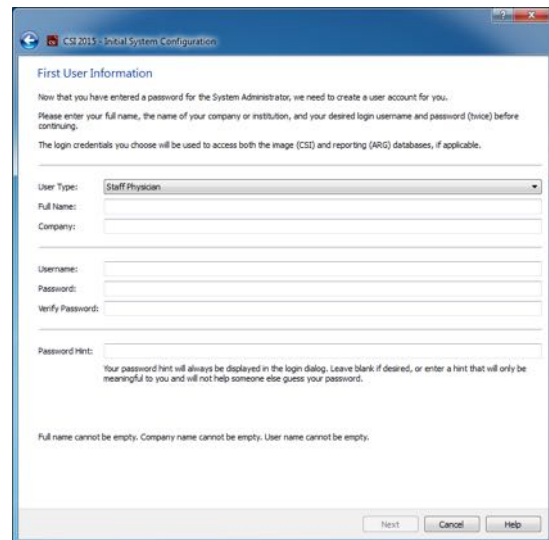 CSI 2015 - Initial System Configuration
First User Information
Now that you have entered a password for the System Administrator, we need to create a user account for you.
Please enter your full name, the name of your company or institution, and your desired login username and password (twice) before
continuing.
The login credentials you choose will be used to access both the image (CSI) and reporting (ARG) databases, if applicable.
User Type: Staff Physician
Full Name:
Company:
Username:
Password:
Verify Password:
Password Hint:
Your password hint will always be displayed in the login dialog. Leave blank if desired, or enter a hint that will only be
meaningful to you and will not help someone else guess your password.
Full name cannot be empty. Company name cannot be empty. User name cannot be empty.
Next Cancel Help